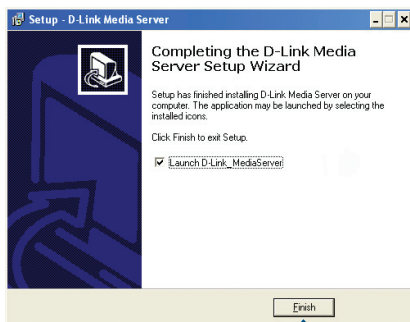 Setup - D-Link Media Server
Completing the D-Link Media
Server Setup Wizard
Setup has finished installing D-Link Media Server on your
computer. The application may be launched by selecting the
installed icons.
Click Finish to exit Setup.
Launch D-Link_MediaServer
Finish